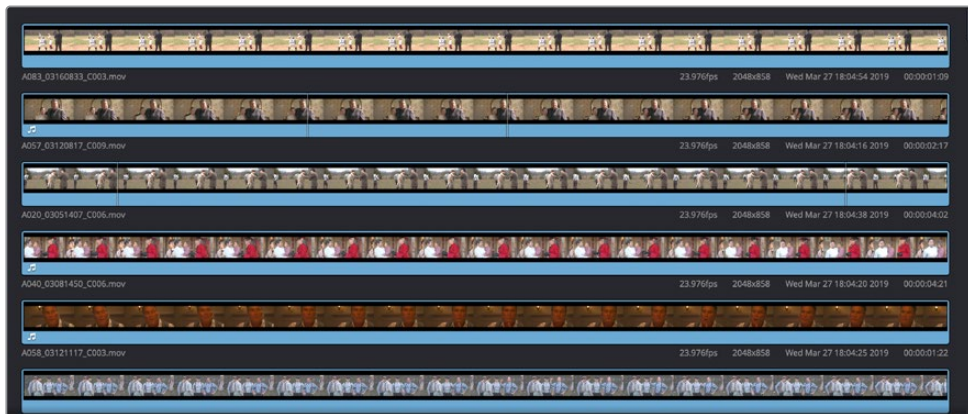 A083_03160833_C003.mov 23.976fps 2048x858 Wed Mar 27 18:04:54 2019 00:00:01:09
A057_03120817_C009.mov 23.976fps 2048x858 Wed Mar 27 18:04:16 2019 00:00:02:17
A020_03051407_C006.mov 23.976fps 2048x858 Wed Mar 27 18:04:38 2019 00:00:04:02
A040_03081450_C006.mov 23.976fps 2048x858 Wed Mar 27 18:04:20 2019 00:00:04:21
A058_03121117_C003.mov 23.976fps 2048x858 Wed Mar 27 18:04:25 2019 00:00:01:22